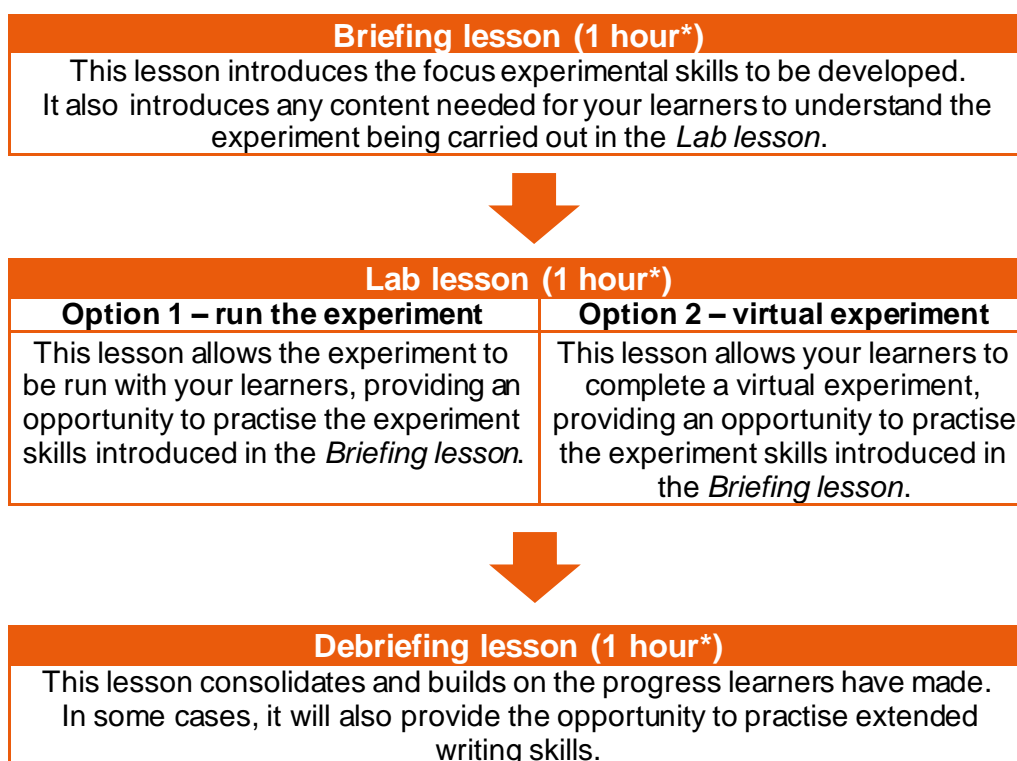 Briefing lesson (1 hour*)
This lesson introduces the focus experimental skills to be developed.
It also introduces any content needed for your learners to understand the
experiment being carried out in the Lab lesson.
Lab lesson (1 hour*)
Option 1 – run the experiment
This lesson allows the experiment to
be run with your learners, providing an
opportunity to practise the experiment
skills introduced in the Briefing lesson.
Option 2 – virtual experiment
This lesson allows your learners to
complete a virtual experiment,
providing an opportunity to practise
the experiment skills introduced in
the Briefing lesson.
Debriefing lesson (1 hour*)
This lesson consolidates and builds on the progress learners have made.
In some cases, it will also provide the opportunity to practise extended
writing skills.